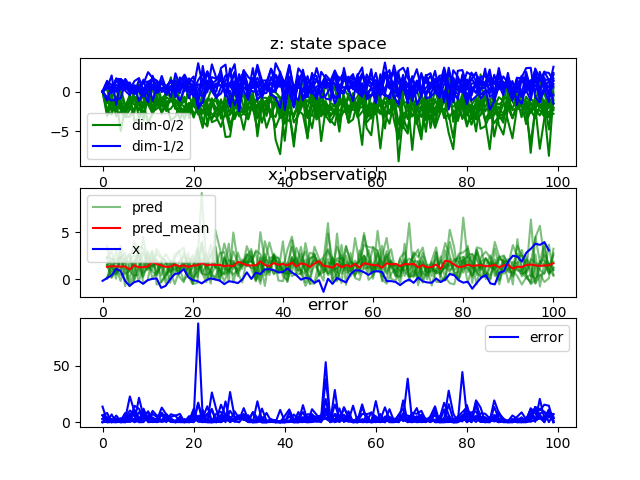 z: state space
0
−5
dim-0/2
dim-1/2
0 20 40 60 80 100
x: observation
5
0
pred
pred_mean
x
0 20 40 60 80 100
error
50
0
error
0 20 40 60 80 100